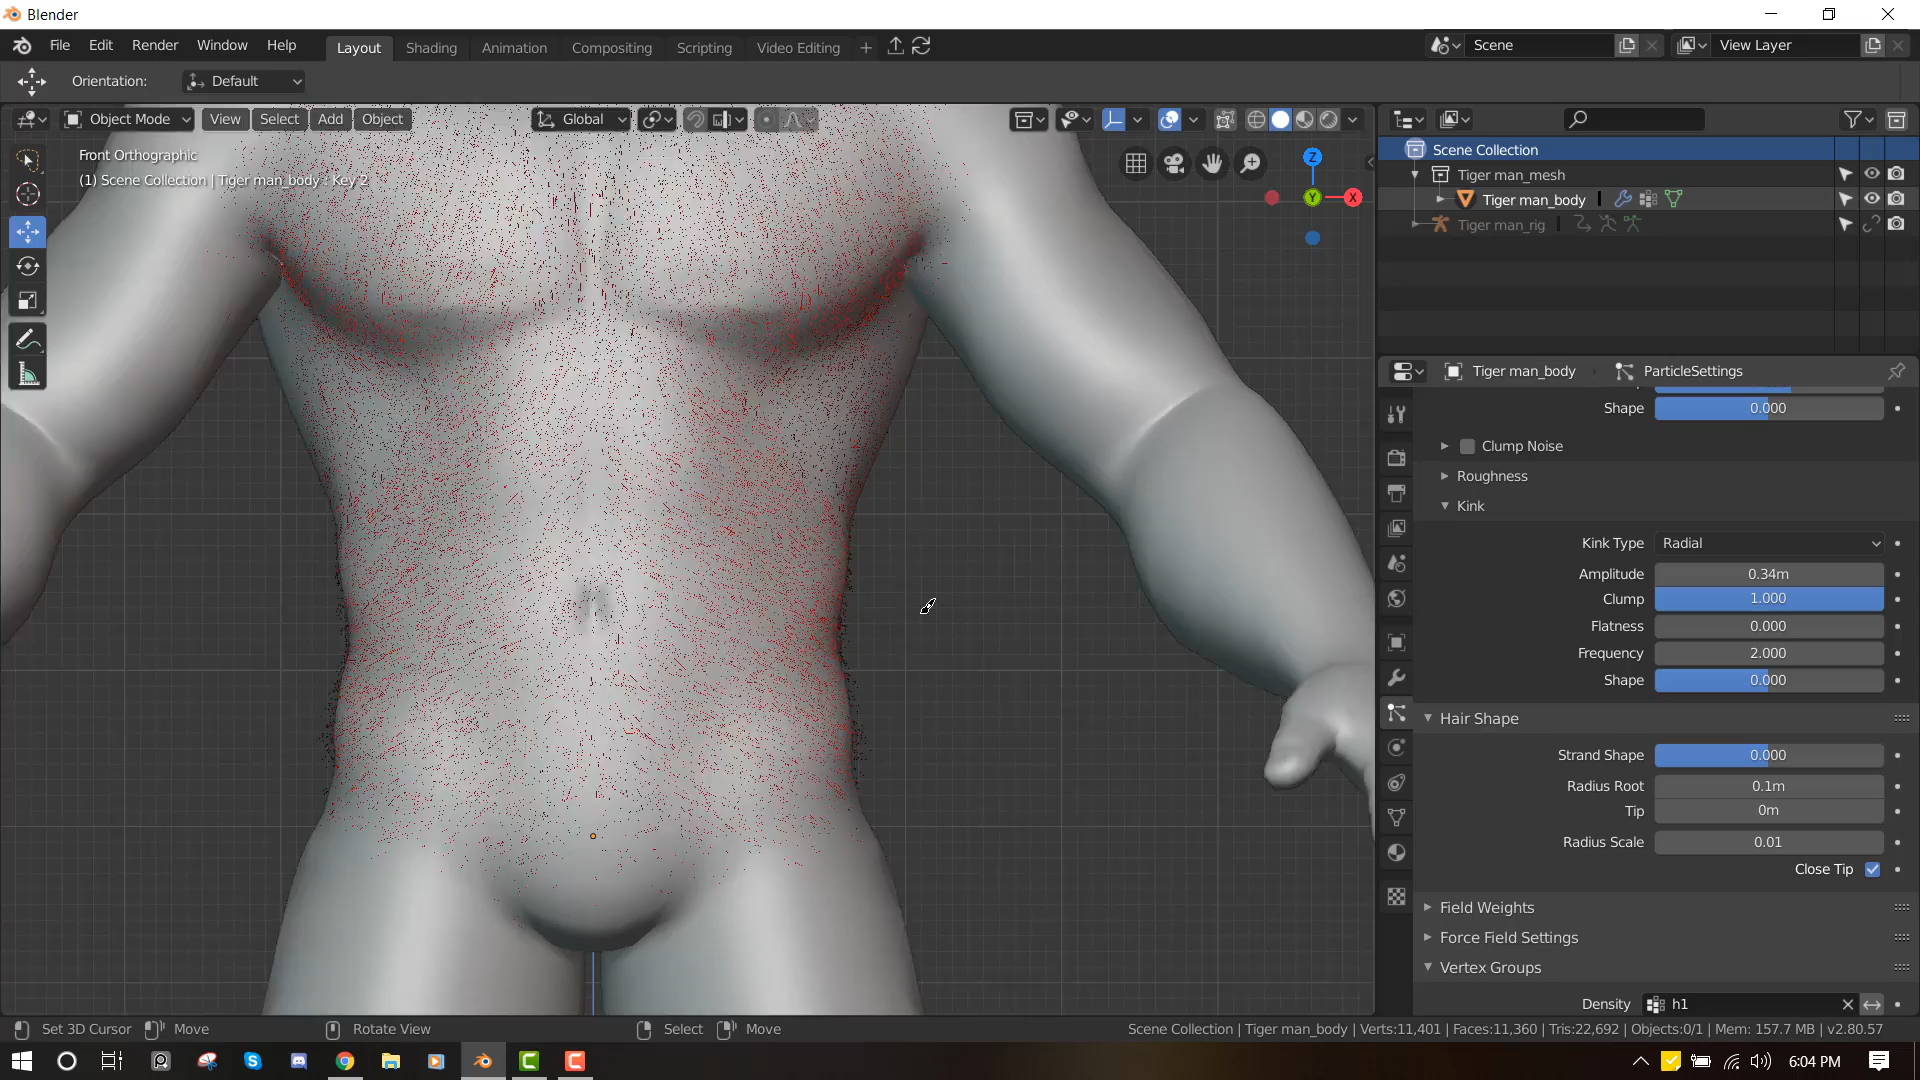 Blender
File Edit Render Window Help Layout Shading Animation Compositing Scripting Video Editing + Scene View Layer
Orientation: Default
Object Mode View Select Add Object Global
Front Orthographic
(1) Scene Collection | Tiger man_body : Key 2
Z
Y
X
Scene Collection
Tiger man_mesh
Tiger man_body
Tiger man_rig
Tiger man_body ParticleSettings
Shape 0.000
Clump Noise
Roughness
Kink
Kink Type Radial
Amplitude 0.34m
Clump 1.000
Flatness 0.000
Frequency 2.000
Shape 0.000
Hair Shape
Strand Shape 0.000
Radius Root 0.1m
Tip 0m
Radius Scale 0.01
Close Tip
Field Weights
Force Field Settings
Vertex Groups
Density h1
Set 3D Cursor Move Rotate View Select Move Scene Collection | Tiger man_body | Verts:11,401 | Faces:11,360 | Tris:22,692 | Objects:0/1 | Mem: 157.7 MB | v2.80.57
6:04 PM